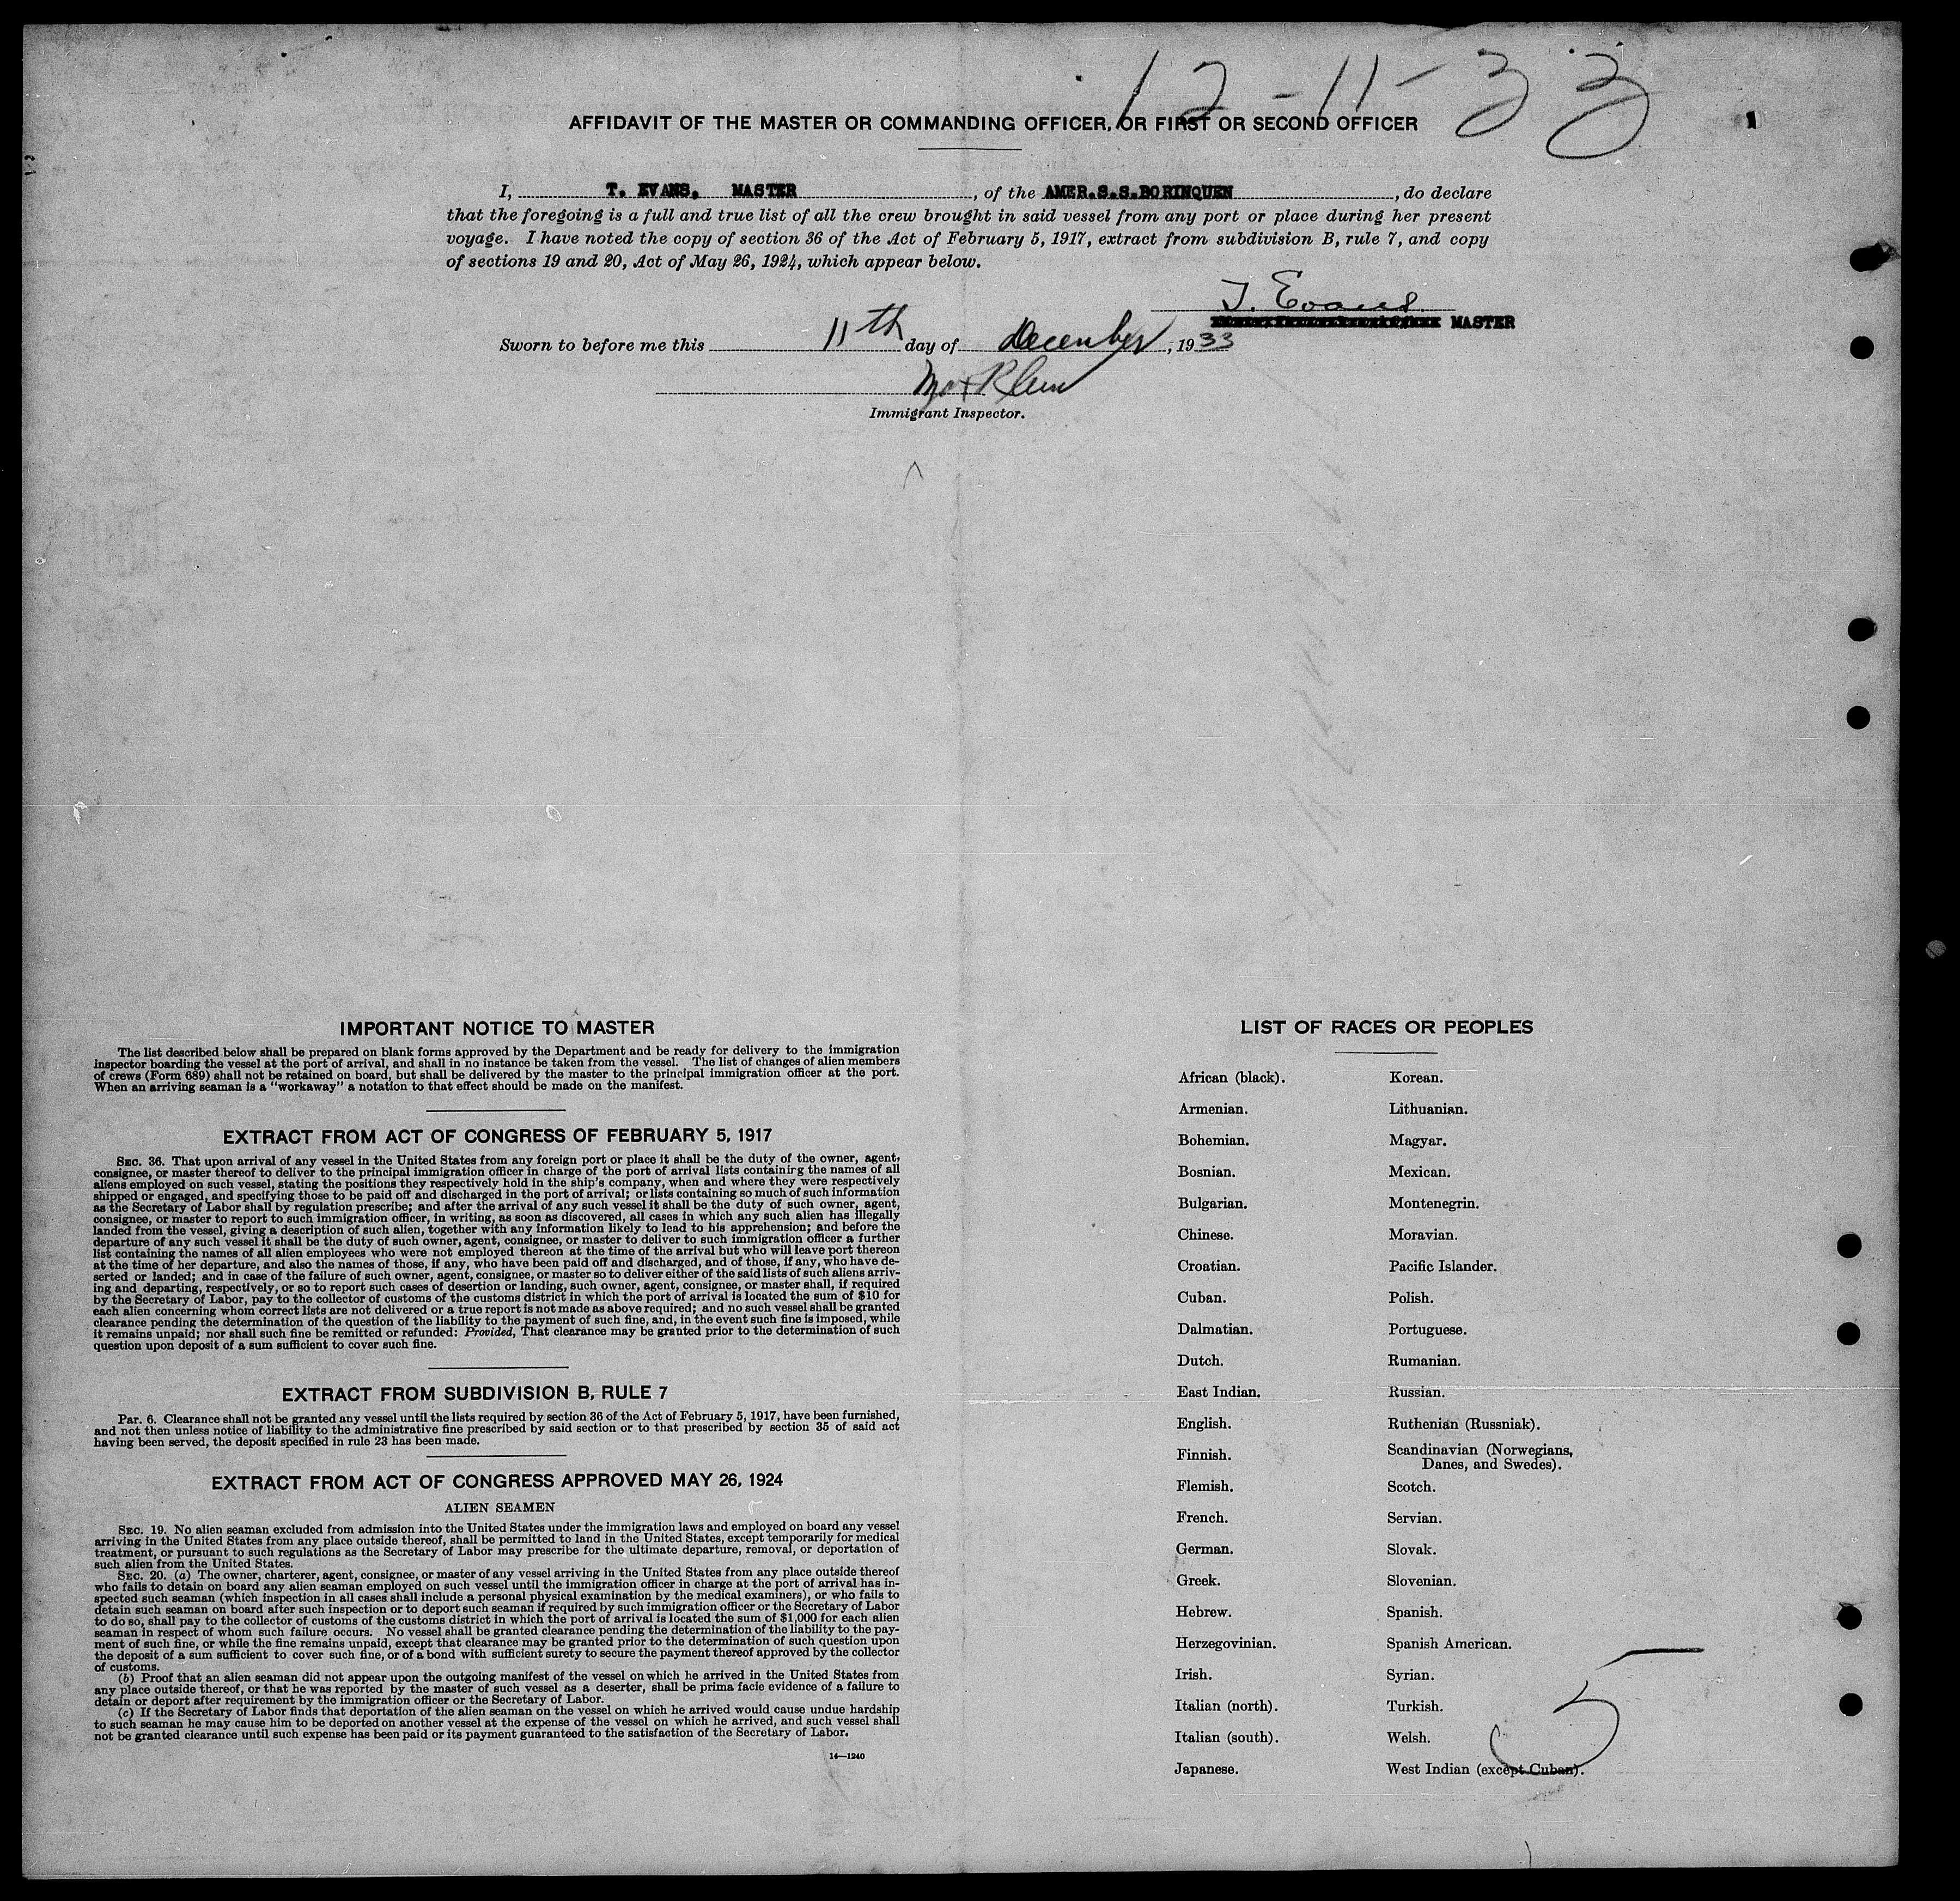 12-11-33
AFFIDAVIT OF THE MASTER OR COMMANDING OFFICER, OR FIRST OR SECOND OFFICER
I, T. EVANS, MASTER, of the AMER.S.S.BORINQUEN, do declare
that the foregoing is a full and true list of all the crew brought in said vessel from any port or place during her present
voyage. I have noted the copy of section 36 of the Act of February 5, 1917, extract from subdivision B, rule 7, and copy
of sections 19 and 20, Act of May 26, 1924, which appear below.
T. Evans
MASTER
Sworn to before me this 11th day of December, 1933
Max Klein
Immigrant Inspector.
IMPORTANT NOTICE TO MASTER
The list described below shall be prepared on blank forms approved by the Department and be ready for delivery to the immigration
inspector boarding the vessel at the port of arrival, and shall in no instance be taken from the vessel. The list of changes of alien members
of crews (Form 689) shall not be retained on board, but shall be delivered by the master to the principal immigration officer at the port.
When an arriving seaman is a "workaway" a notation to that effect should be made on the manifest.
EXTRACT FROM ACT OF CONGRESS OF FEBRUARY 5, 1917
SEC. 36. That upon arrival of any vessel in the United States from any foreign port or place it shall be the duty of the owner, agent,
consignee, or master thereof to deliver to the principal immigration officer in charge of the port of arrival lists containing the names of all
aliens employed on such vessel, stating the positions they respectively hold in the ship's company, when and where they were respectively
shipped or engaged, and specifying those to be paid off and discharged in the port of arrival; or lists containing so much of such information
as the Secretary of Labor shall by regulation prescribe; and after the arrival of any such vessel it shall be the duty of such owner, agent,
consignee, or master to report to such immigration officer, in writing, as soon as discovered, all cases in which any such alien has illegally
landed from the vessel, giving a description of such alien, together with any information likely to lead to his apprehension; and before the
departure of any such vessel it shall be the duty of such owner, agent, consignee, or master to deliver to such immigration officer a further
list containing the names of all alien employees who were not employed thereon at the time of the arrival but who will leave port thereon
at the time of her departure, and also the names of those, if any, who have been paid off and discharged, and of those, if any, who have de-
serted or landed; and in case of the failure of such owner, agent, consignee, or master so to deliver either of the said lists of such aliens arriv-
ing and departing, respectively, or so to report such cases of desertion or landing, such owner, agent, consignee, or master shall, if required
by the Secretary of Labor, pay to the collector of customs of the customs district in which the port of arrival is located the sum of $10 for
each alien concerning whom correct lists are not delivered or a true report is not made as above required; and no such vessel shall be granted
clearance pending the determination of the question of the liability to the payment of such fine, and, in the event such fine is imposed, while
it remains unpaid; nor shall such fine be remitted or refunded: Provided, That clearance may be granted prior to the determination of such
question upon deposit of a sum sufficient to cover such fine.
EXTRACT FROM SUBDIVISION B, RULE 7
Par. 6. Clearance shall not be granted any vessel until the lists required by section 36 of the Act of February 5, 1917, have been furnished,
and not then unless notice of liability to the administrative fine prescribed by said section or to that prescribed by section 35 of said act
having been served, the deposit specified in rule 23 has been made.
EXTRACT FROM ACT OF CONGRESS APPROVED MAY 26, 1924
ALIEN SEAMEN
SEC. 19. No alien seaman excluded from admission into the United States under the immigration laws and employed on board any vessel
arriving in the United States from any place outside thereof, shall be permitted to land in the United States, except temporarily for medical
treatment, or pursuant to such regulations as the Secretary of Labor may prescribe for the ultimate departure, removal, or deportation of
such alien from the United States.
SEC. 20. (a) The owner, charterer, agent, consignee, or master of any vessel arriving in the United States from any place outside thereof
who fails to detain on board any alien seaman employed on such vessel until the immigration officer in charge at the port of arrival has in-
spected such seaman (which inspection in all cases shall include a personal physical examination by the medical examiners), or who fails to
detain such seaman on board after such inspection or to deport such seaman if required by such immigration officer or the Secretary of Labor
to do so, shall pay to the collector of customs of the customs district in which the port of arrival is located the sum of $1,000 for each alien
seaman in respect of whom such failure occurs. No vessel shall be granted clearance pending the determination of the liability to the pay-
ment of such fine, or while the fine remains unpaid, except that clearance may be granted prior to the determination of such question upon
the deposit of a sum sufficient to cover such fine, or of a bond with sufficient surety to secure the payment thereof approved by the collector
of customs.
(b) Proof that an alien seaman did not appear upon the outgoing manifest of the vessel on which he arrived in the United States from
any place outside thereof, or that he was reported by the master of such vessel as a deserter, shall be prima facie evidence of a failure to
detain or deport after requirement by the immigration officer or the Secretary of Labor.
(c) If the Secretary of Labor finds that deportation of the alien seaman on the vessel on which he arrived would cause undue hardship
to such seaman he may cause him to be deported on another vessel at the expense of the vessel on which he arrived, and such vessel shall
not be granted clearance until such expense has been paid or its payment guaranteed to the satisfaction of the Secretary of Labor.
14—1240
LIST OF RACES OR PEOPLES
African (black). Korean.
Armenian. Lithuanian.
Bohemian. Magyar.
Bosnian. Mexican.
Bulgarian. Montenegrin.
Chinese. Moravian.
Croatian. Pacific Islander.
Cuban. Polish.
Dalmatian. Portuguese.
Dutch. Rumanian.
East Indian. Russian.
English. Ruthenian (Russniak).
Finnish. Scandinavian (Norwegians,
Danes, and Swedes).
Flemish. Scotch.
French. Servian.
German. Slovak.
Greek. Slovenian.
Hebrew. Spanish.
Herzegovinian. Spanish American.
Irish. Syrian.
Italian (north). Turkish.
Italian (south). Welsh.
Japanese. West Indian (except Cuban).
5